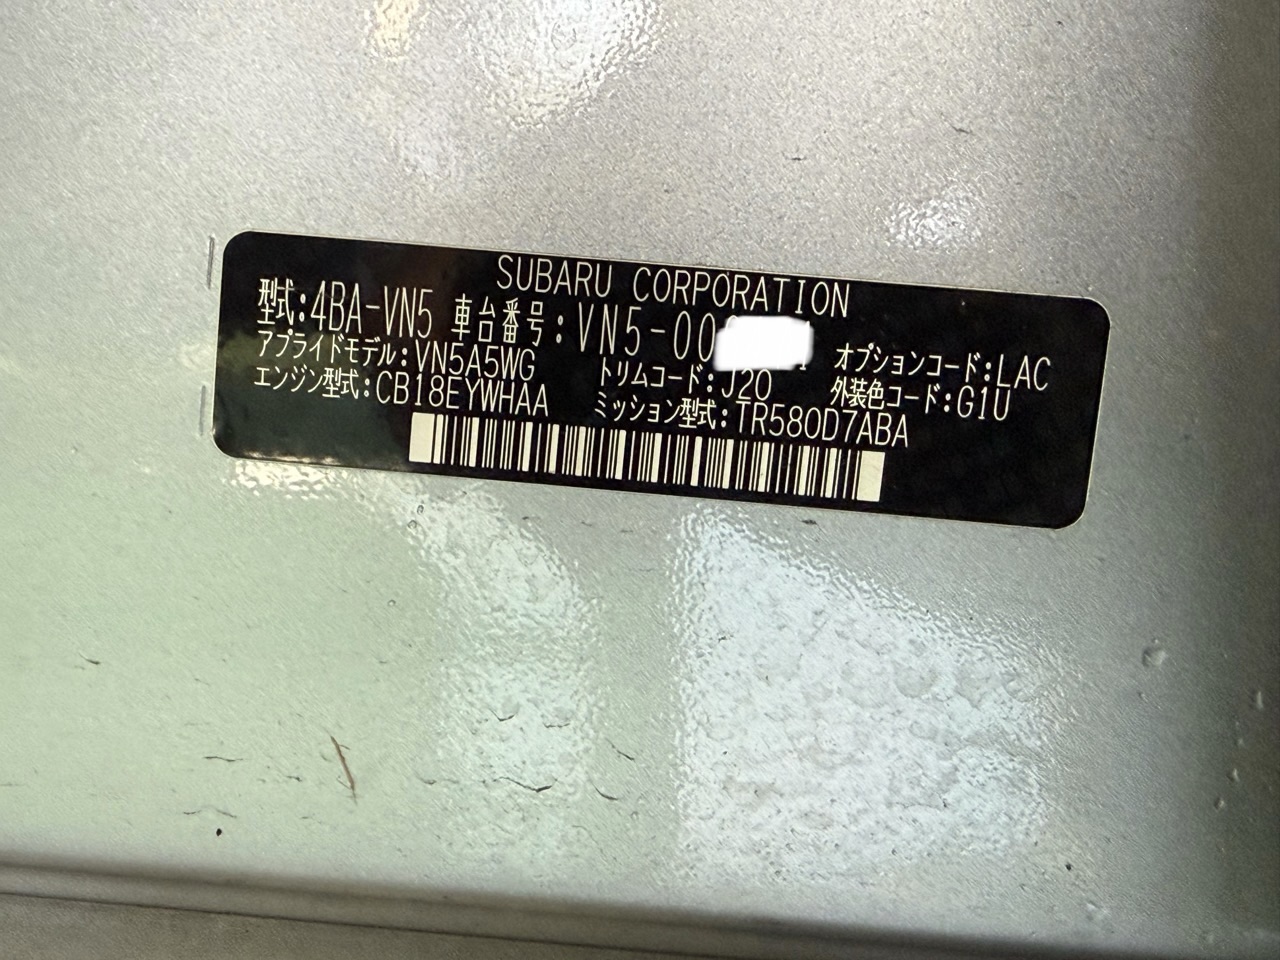 SUBARU CORPORATION
型式:4BA-VN5 車台番号:VN5-00
アプライドモデル:VN5A5WG トリムコード:J20 オプションコード:LAC
エンジン型式:CB18EYWHAA ミッション型式:TR580D7ABA 外装色コード:G1U